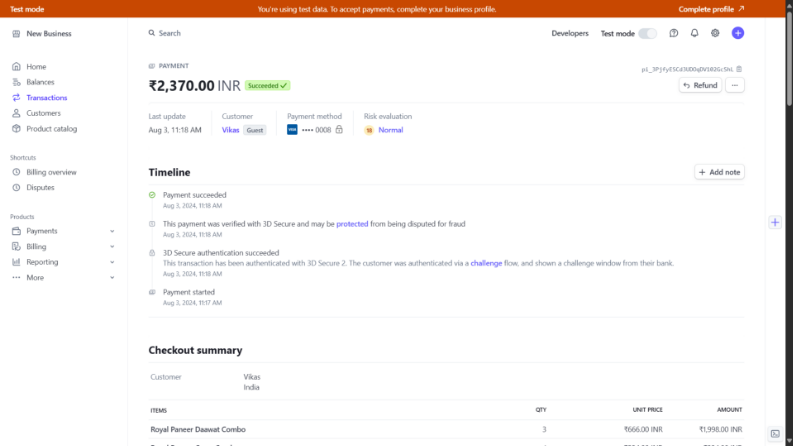 Test mode
You're using test data. To accept payments, complete your business profile.
Complete profile
New Business
Search
Developers
Test mode
Home
Balances
Transactions
Customers
Product catalog
Shortcuts
Billing overview
Disputes
Products
Payments
Billing
Reporting
More
PAYMENT
₹2,370.00 INR Succeeded
Refund
Last update
Aug 3, 11:18 AM
Customer
Vikas Guest
Payment method
VISA •••• 0008
Risk evaluation
18 Normal
Timeline
Add note
Payment succeeded
Aug 3, 2024, 11:18 AM
This payment was verified with 3D Secure and may be protected from being disputed for fraud
Aug 3, 2024, 11:18 AM
3D Secure authentication succeeded
This transaction has been authenticated with 3D Secure 2. The customer was authenticated via a challenge flow, and shown a challenge window from their bank.
Aug 3, 2024, 11:18 AM
Payment started
Aug 3, 2024, 11:17 AM
Checkout summary
Customer Vikas
India
ITEMS QTY UNIT PRICE AMOUNT
Royal Paneer Daawat Combo 3 ₹666.00 INR ₹1,998.00 INR